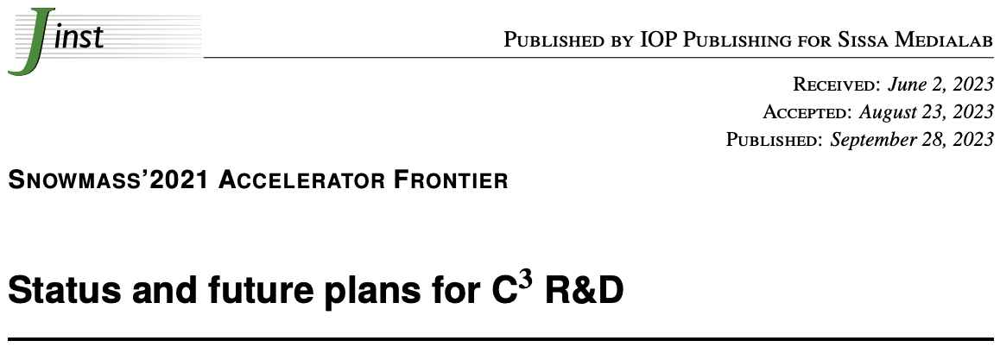 Jinst
Published by IOP Publishing for Sissa Medialab
Received: June 2, 2023
Accepted: August 23, 2023
Published: September 28, 2023
Snowmass’2021 Accelerator Frontier
Status and future plans for C³ R&D